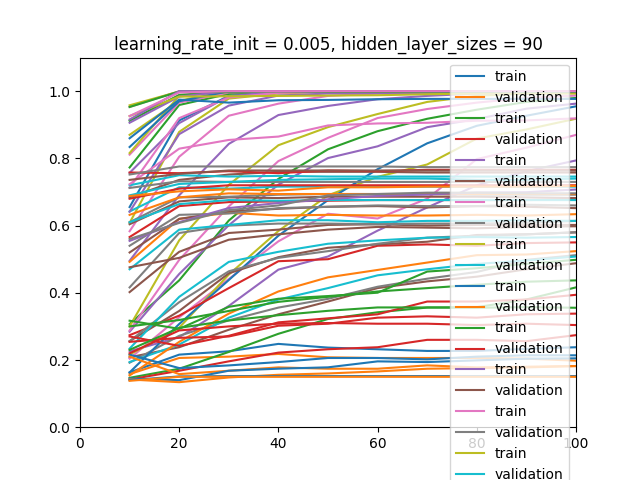 learning_rate_init = 0.005, hidden_layer_sizes = 90
1.0
0.8
0.6
0.4
0.2
0.0
0
20
40
60
80
100
train
validation
train
validation
train
validation
train
validation
train
validation
train
validation
train
validation
train
validation
train
validation
train
validation